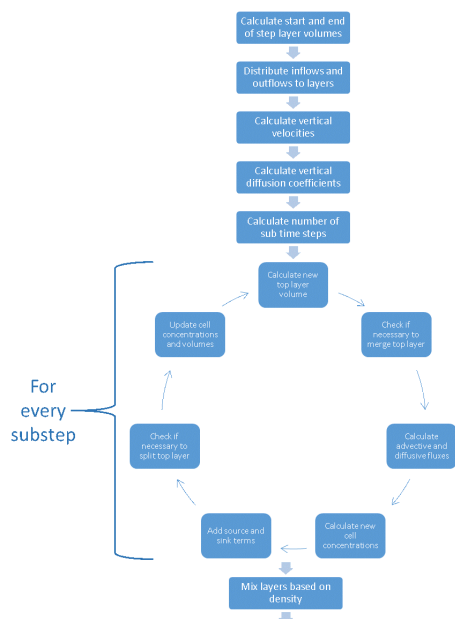 Calculate start and end
of step layer volumes
Distribute inflows and
outflows to layers
Calculate vertical
velocities
Calculate vertical
diffusion coefficients
Calculate number of
sub time steps
Calculate new
top layer
volume
Check if
necessary to
merge top layer
Calculate
advective and
diffusive fluxes
Calculate new
cell
concentrations
Add source and
sink terms
Check if
necessary to
split top layer
Update cell
concentrations
and volumes
For
every
substep
Mix layers based on
density